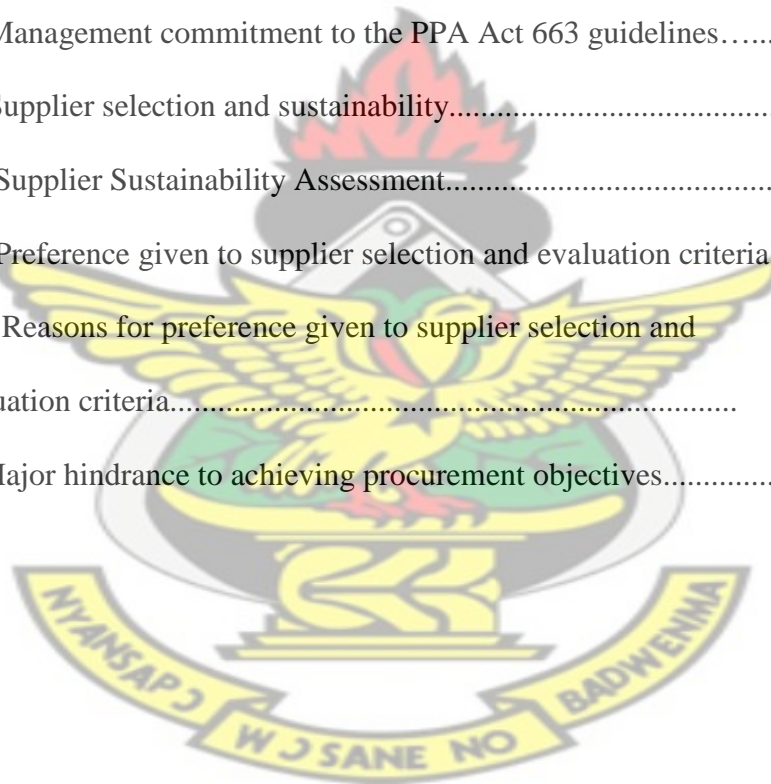 Management commitment to the PPA Act 663 guidelines…...
Supplier selection and sustainability....................................
Supplier Sustainability Assessment.....................................
Preference given to supplier selection and evaluation criteria
Reasons for preference given to supplier selection and
uation criteria.................................................................
Major hindrance to achieving procurement objectives..............
NYANSAPƆ WƆ SANE NO BADWENMA